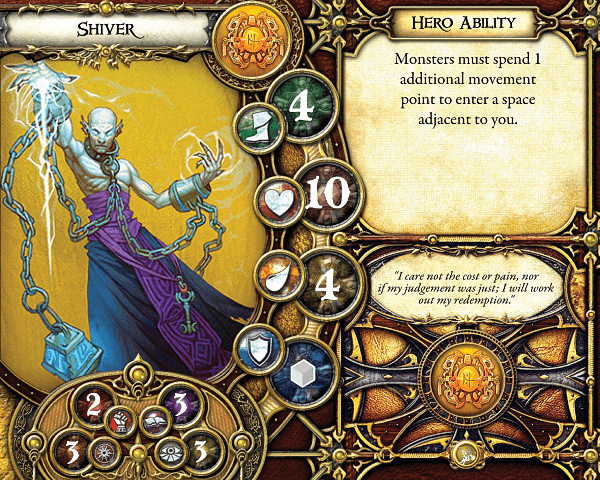 Shiver
4
10
4
2
3
3
3
Hero Ability
Monsters must spend 1
additional movement
point to enter a space
adjacent to you.
"I care not the cost or pain, nor
if my judgement was just; I will work
out my redemption."